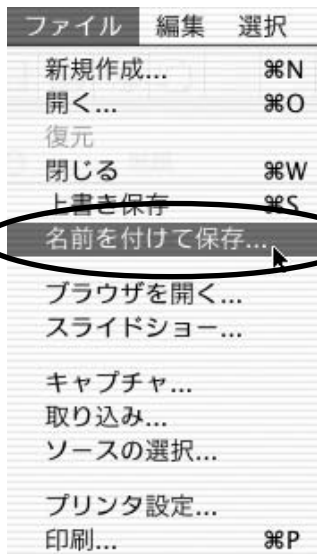 ファイル 編集 選択
新規作成... ⌘N
開く... ⌘O
復元
閉じる ⌘W
上書き保存 ⌘S
名前を付けて保存...
ブラウザを開く...
スライドショー...
キャプチャ...
取り込み...
ソースの選択...
プリンタ設定...
印刷... ⌘P